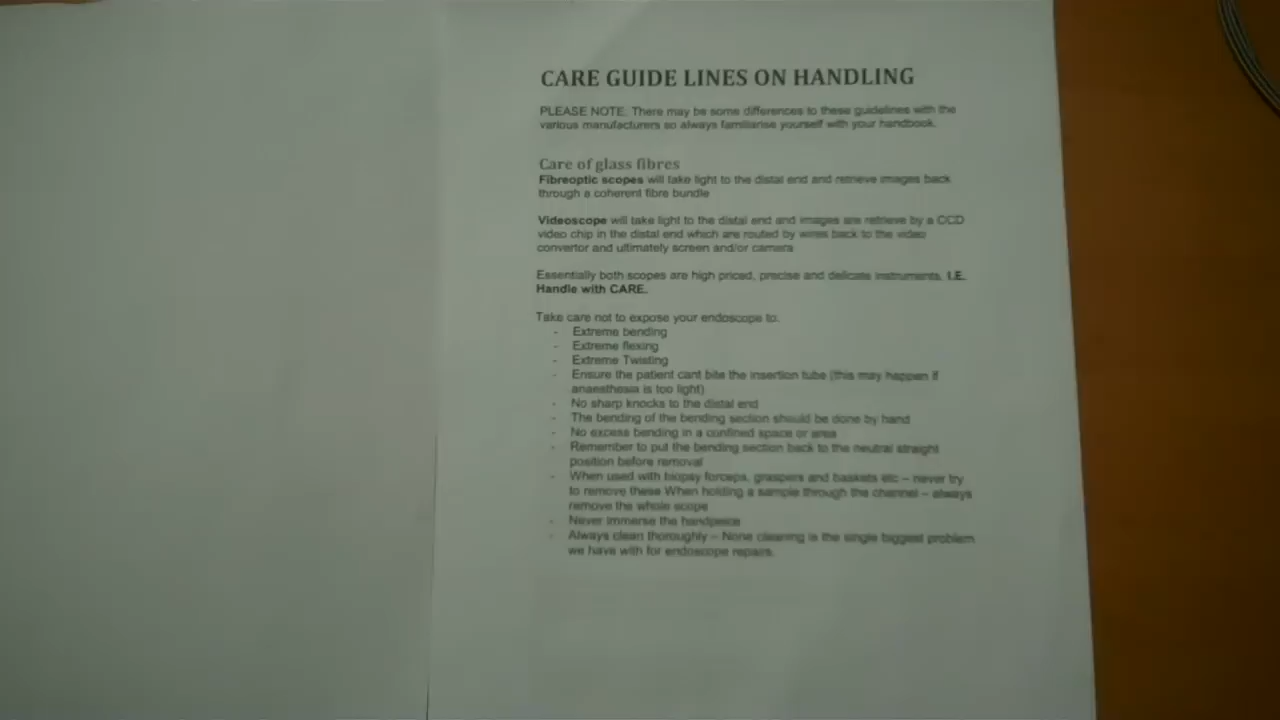 CARE GUIDE LINES ON HANDLING
PLEASE NOTE: There may be some differences to these guidelines with the
various manufacturers so always familiarise yourself with your handbook.
Care of glass fibres
Fibreoptic scopes will take light to the distal end and retrieve images back
through a coherent fibre bundle
Videoscope will take light to the distal end and images are retrieve by a CCD
video chip in the distal end which are routed by wires back to the video
convertor and ultimately screen and/or camera
Essentially both scopes are high priced, precise and delicate instruments. I.E.
Handle with CARE.
Take care not to expose your endoscope to:
- Extreme bending
- Extreme flexing
- Extreme Twisting
- Ensure the patient cant bite the insertion tube (this may happen if
anaesthesia is too light)
- No sharp knocks to the distal end
- The bending of the bending section should be done by hand
- No excess bending in a confined space or area
- Remember to put the bending section back to the neutral straight
position before removal
- When used with biopsy forceps, graspers and baskets etc – never try
to remove these When holding a sample through the channel – always
remove the whole scope
- Never immerse the handpiece
- Always clean thoroughly – None cleaning is the single biggest problem
we have with for endoscope repairs.